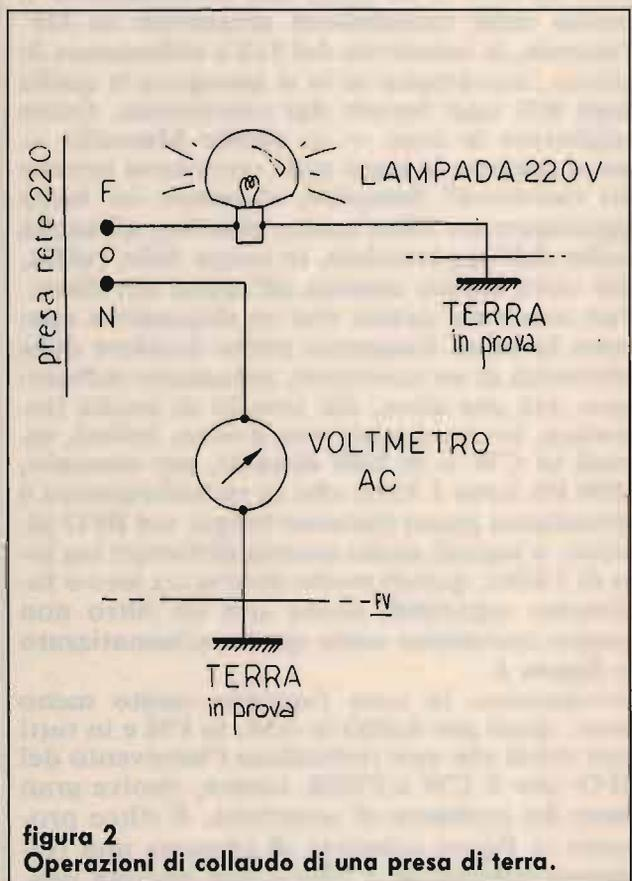 presa rete 220
F
N
LAMPADA 220V
TERRA
in prova
VOLTMETRO
AC
FV
TERRA
in prova
figura 2
Operazioni di collaudo di una presa di terra.